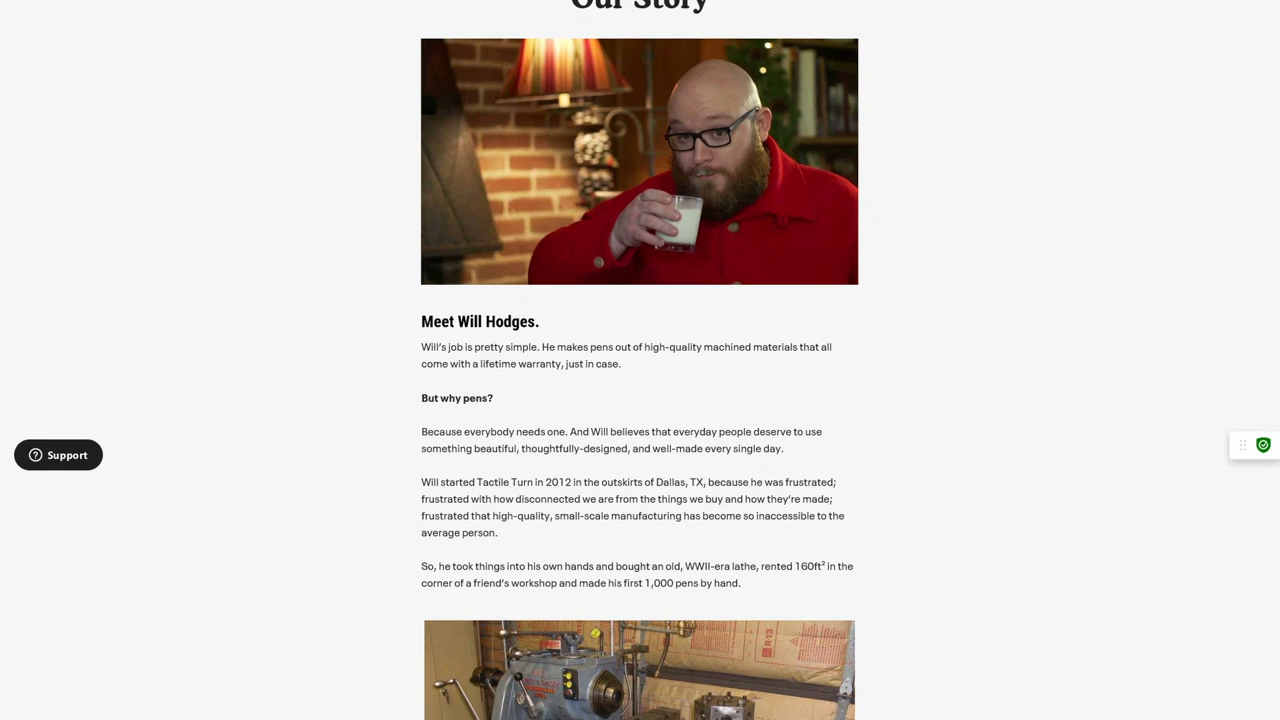 Our Story
Meet Will Hodges.
Will's job is pretty simple. He makes pens out of high-quality machined materials that all
come with a lifetime warranty, just in case.
But why pens?
Because everybody needs one. And Will believes that everyday people deserve to use
something beautiful, thoughtfully-designed, and well-made every single day.
Support
Will started Tactile Turn in 2012 in the outskirts of Dallas, TX, because he was frustrated;
frustrated with how disconnected we are from the things we buy and how they're made;
frustrated that high-quality, small-scale manufacturing has become so inaccessible to the
average person.
So, he took things into his own hands and bought an old, WWII-era lathe, rented 160ft² in the
corner of a friend's workshop and made his first 1,000 pens by hand.
R-13